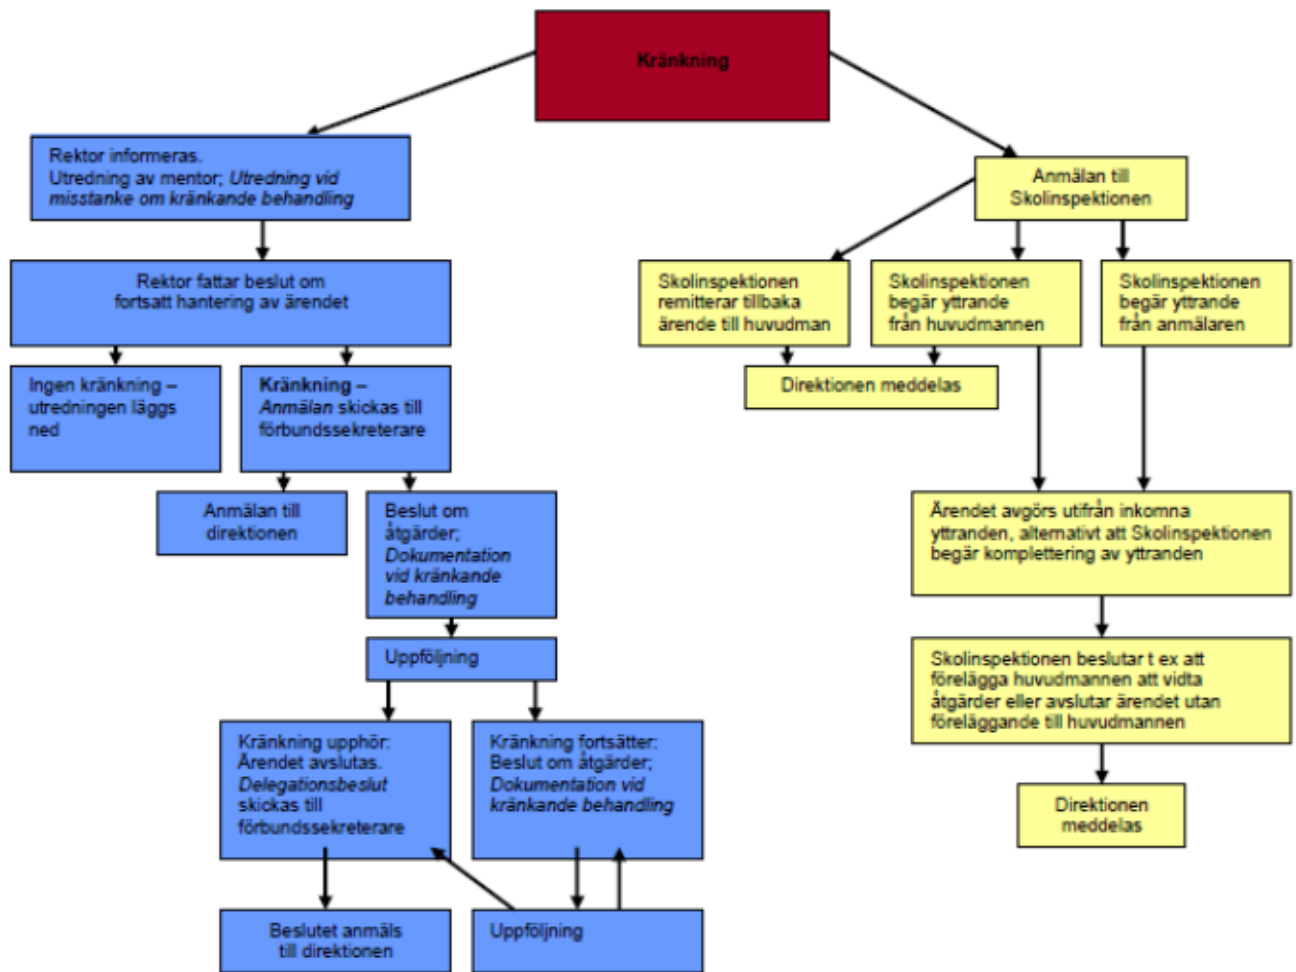 Kränkning
Rektor informeras.
Utredning av mentor; Utredning vid
misstanke om kränkande behandling
Rektor fattar beslut om
fortsatt hantering av ärendet
Ingen kränkning –
utredningen läggs
ned
Kränkning –
Anmälan skickas till
förbundssekreterare
Anmälan till
direktionen
Beslut om
åtgärder;
Dokumentation
vid kränkande
behandling
Uppföljning
Kränkning upphör:
Ärendet avslutas.
Delegationsbeslut
skickas till
förbundssekreterare
Kränkning fortsätter:
Beslut om åtgärder;
Dokumentation vid
kränkande behandling
Beslutet anmäls
till direktionen
Uppföljning
Anmälan till
Skolinspektionen
Skolinspektionen
remitterar tillbaka
ärende till huvudman
Skolinspektionen
begär yttrande
från huvudmannen
Skolinspektionen
begär yttrande
från anmälaren
Direktionen meddelas
Ärendet avgörs utifrån inkomna
yttranden, alternativt att Skolinspektionen
begär komplettering av yttranden
Skolinspektionen beslutar t ex att
förelägga huvudmannen att vidta
åtgärder eller avslutar ärendet utan
föreläggande till huvudmannen
Direktionen
meddelas